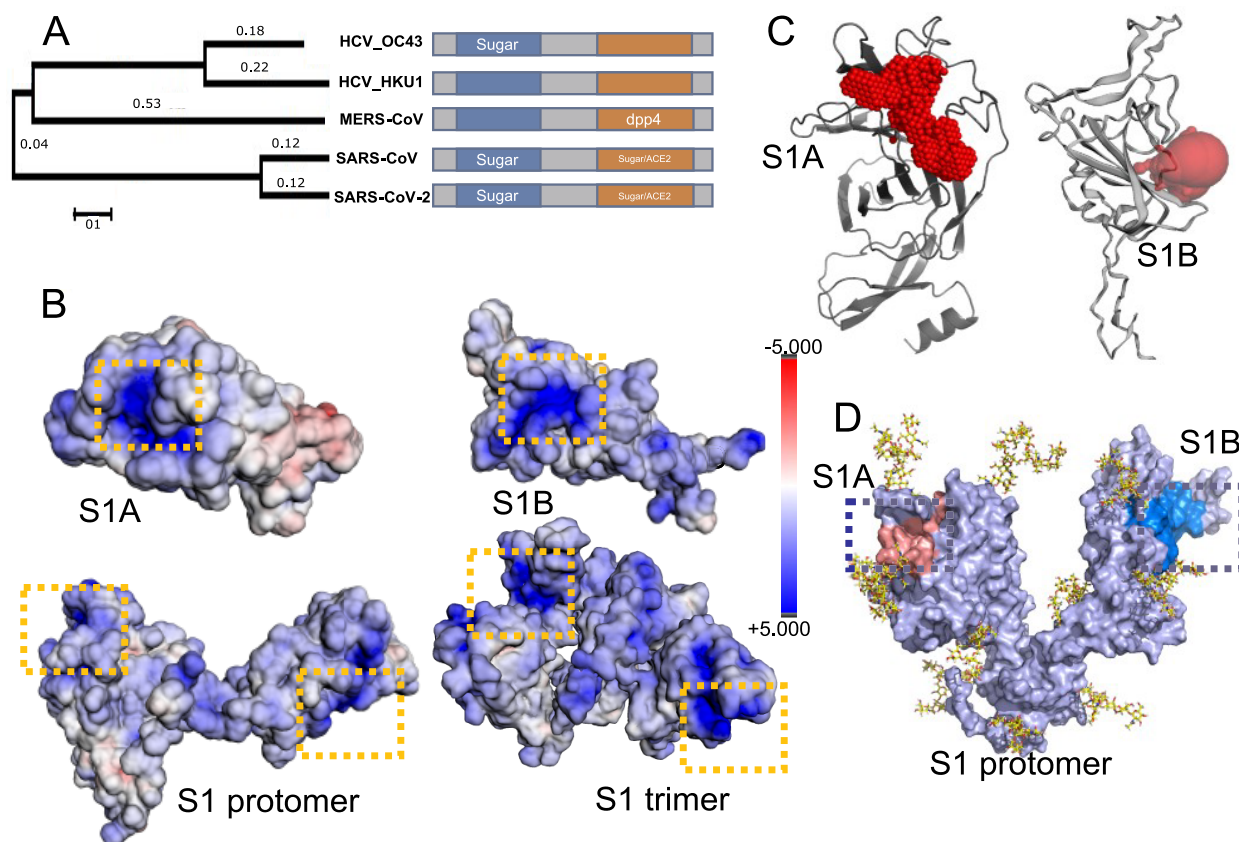 A
0.18
HCV_OC43
Sugar
0.22
HCV_HKU1
0.53
MERS-CoV
dpp4
0.04
0.12
SARS-CoV
Sugar
Sugar/ACE2
0.12
SARS-CoV-2
Sugar
Sugar/ACE2
01
B
S1A
S1B
S1 protomer
S1 trimer
-5.000
+5.000
C
S1A
S1B
D
S1A
S1B
S1 protomer